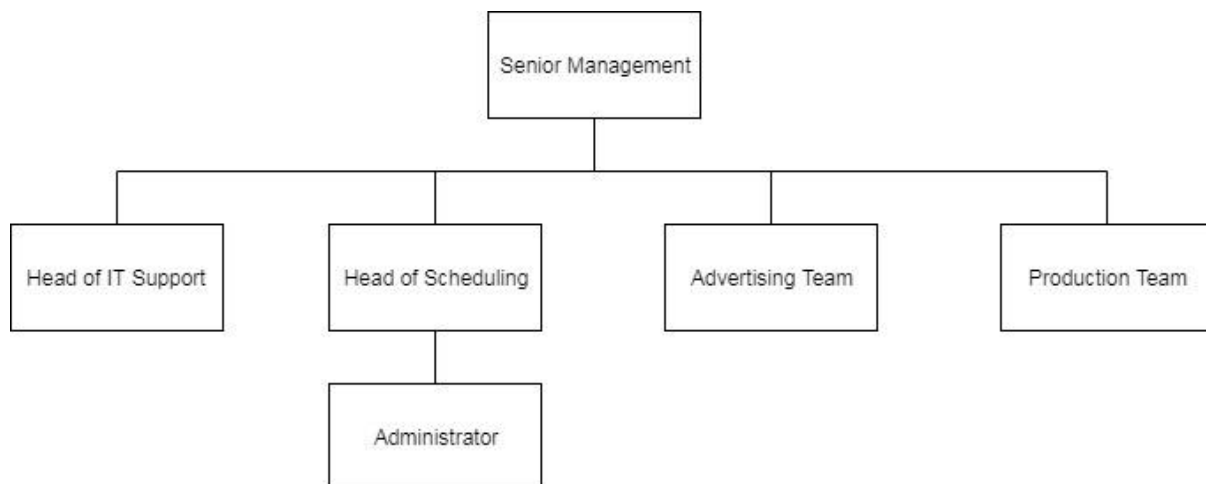 Senior Management
Head of IT Support
Head of Scheduling
Advertising Team
Production Team
Administrator